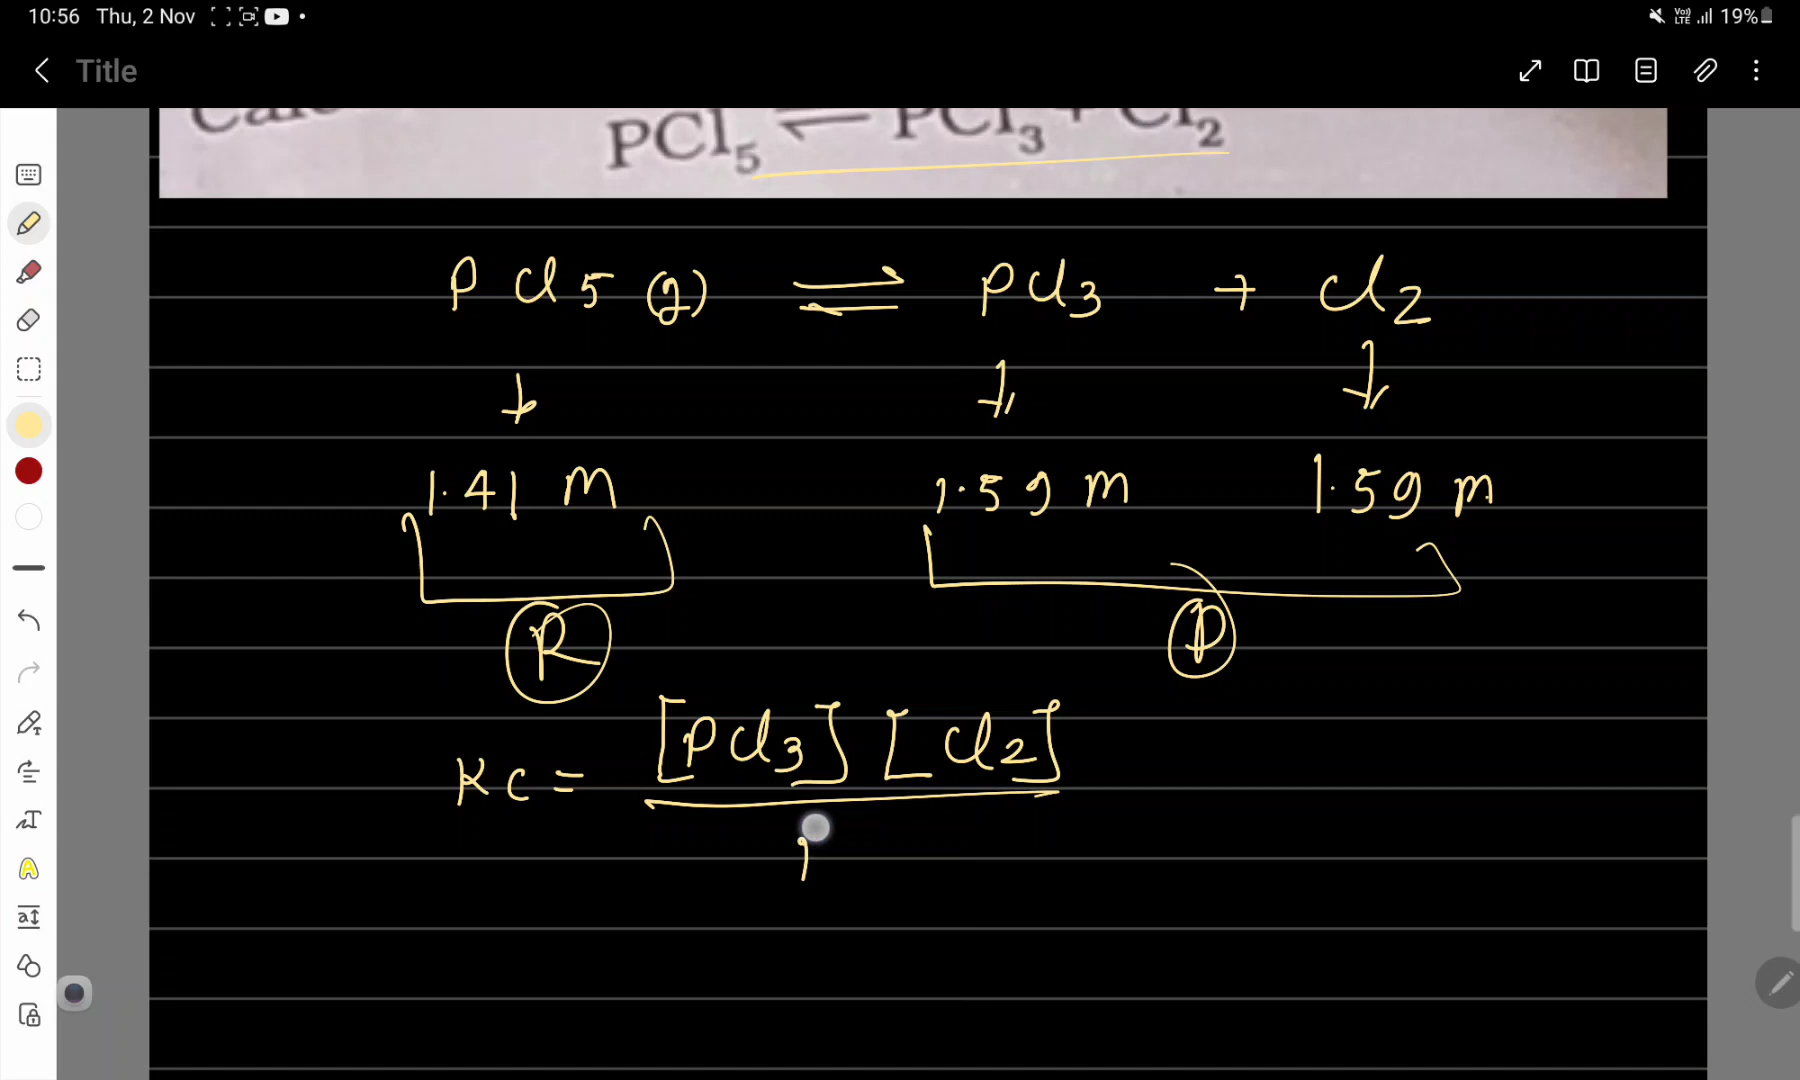 10:56 Thu, 2 Nov 19%
Title
PCl₅ ⇌ PCl₃ + Cl₂
PCl5 (g) ⇌ PCl3 + Cl2
1.41 M 1.59 M 1.59 M
R P
Kc = [PCl3] [Cl2]